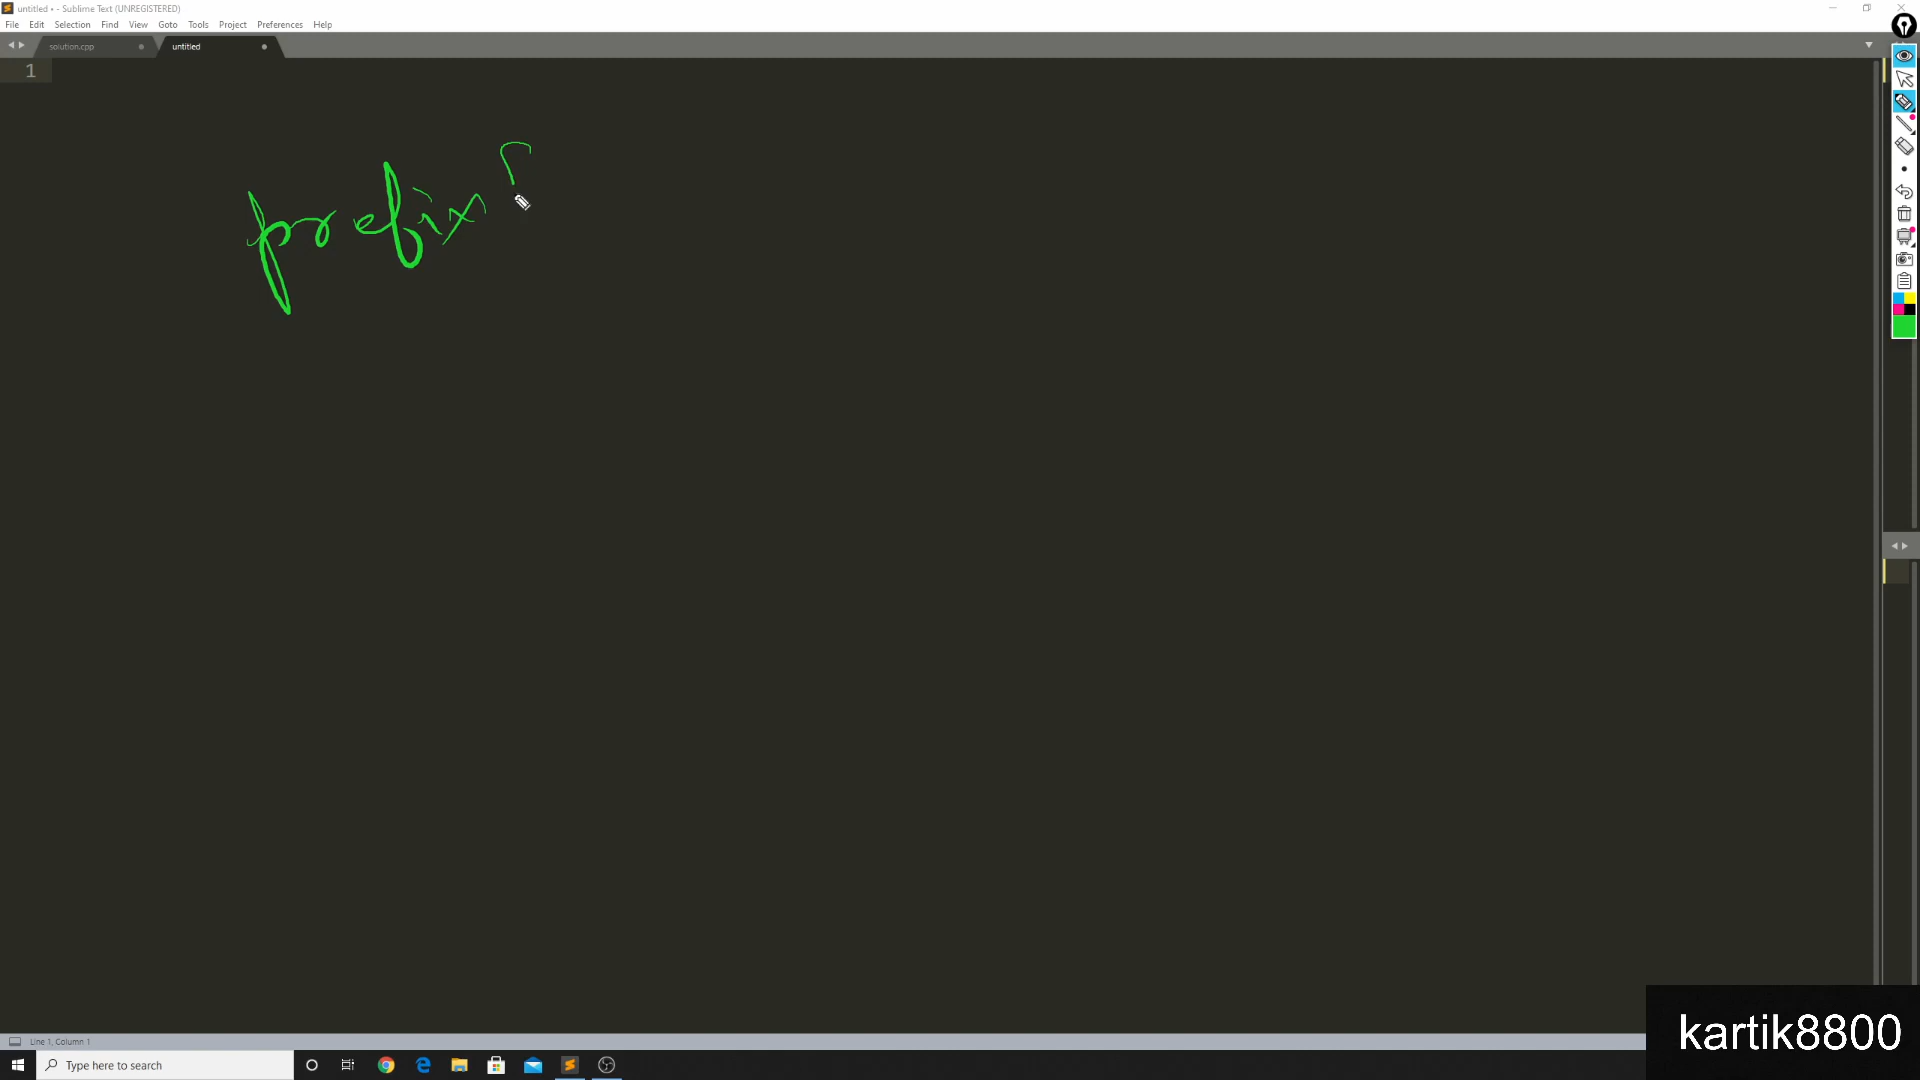 untitled • - Sublime Text (UNREGISTERED)
File Edit Selection Find View Goto Tools Project Preferences Help
solution.cpp untitled
1
prefix [
Line 1, Column 1
Type here to search
kartik8800